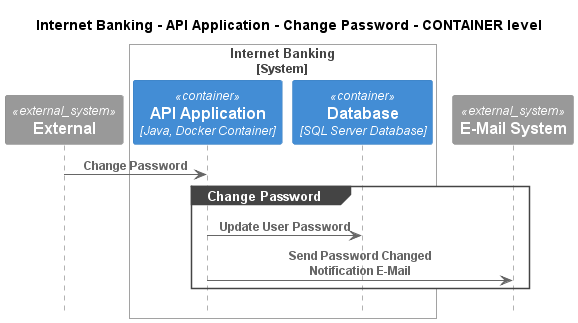 Internet Banking - API Application - Change Password - CONTAINER level
Internet Banking
[System]
«external_system»
External
«container»
API Application
[Java, Docker Container]
«container»
Database
[SQL Server Database]
«external_system»
E-Mail System
Change Password
Change Password
Update User Password
Send Password Changed
Notification E-Mail